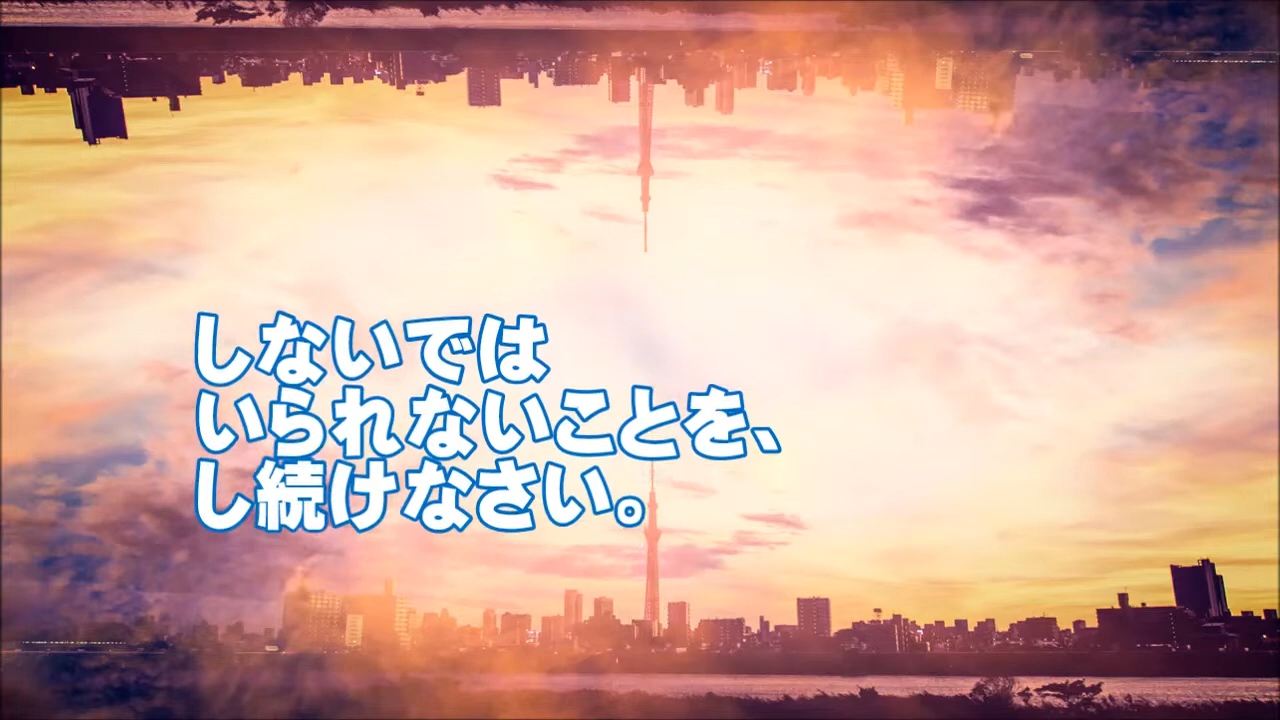 しないでは
いられないことを、
し続けなさい。